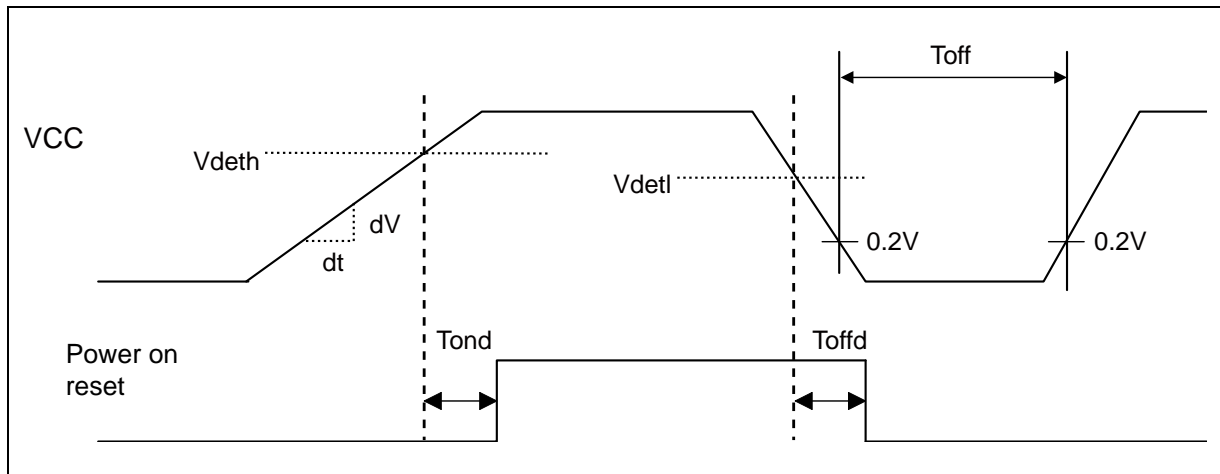 Toff
VCC
Vdeth
Vdetl
dV
dt
0.2V
0.2V
Power on
reset
Tond
Toffd